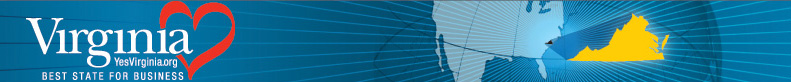 Virginia
YesVirginia.org
BEST STATE FOR BUSINESS